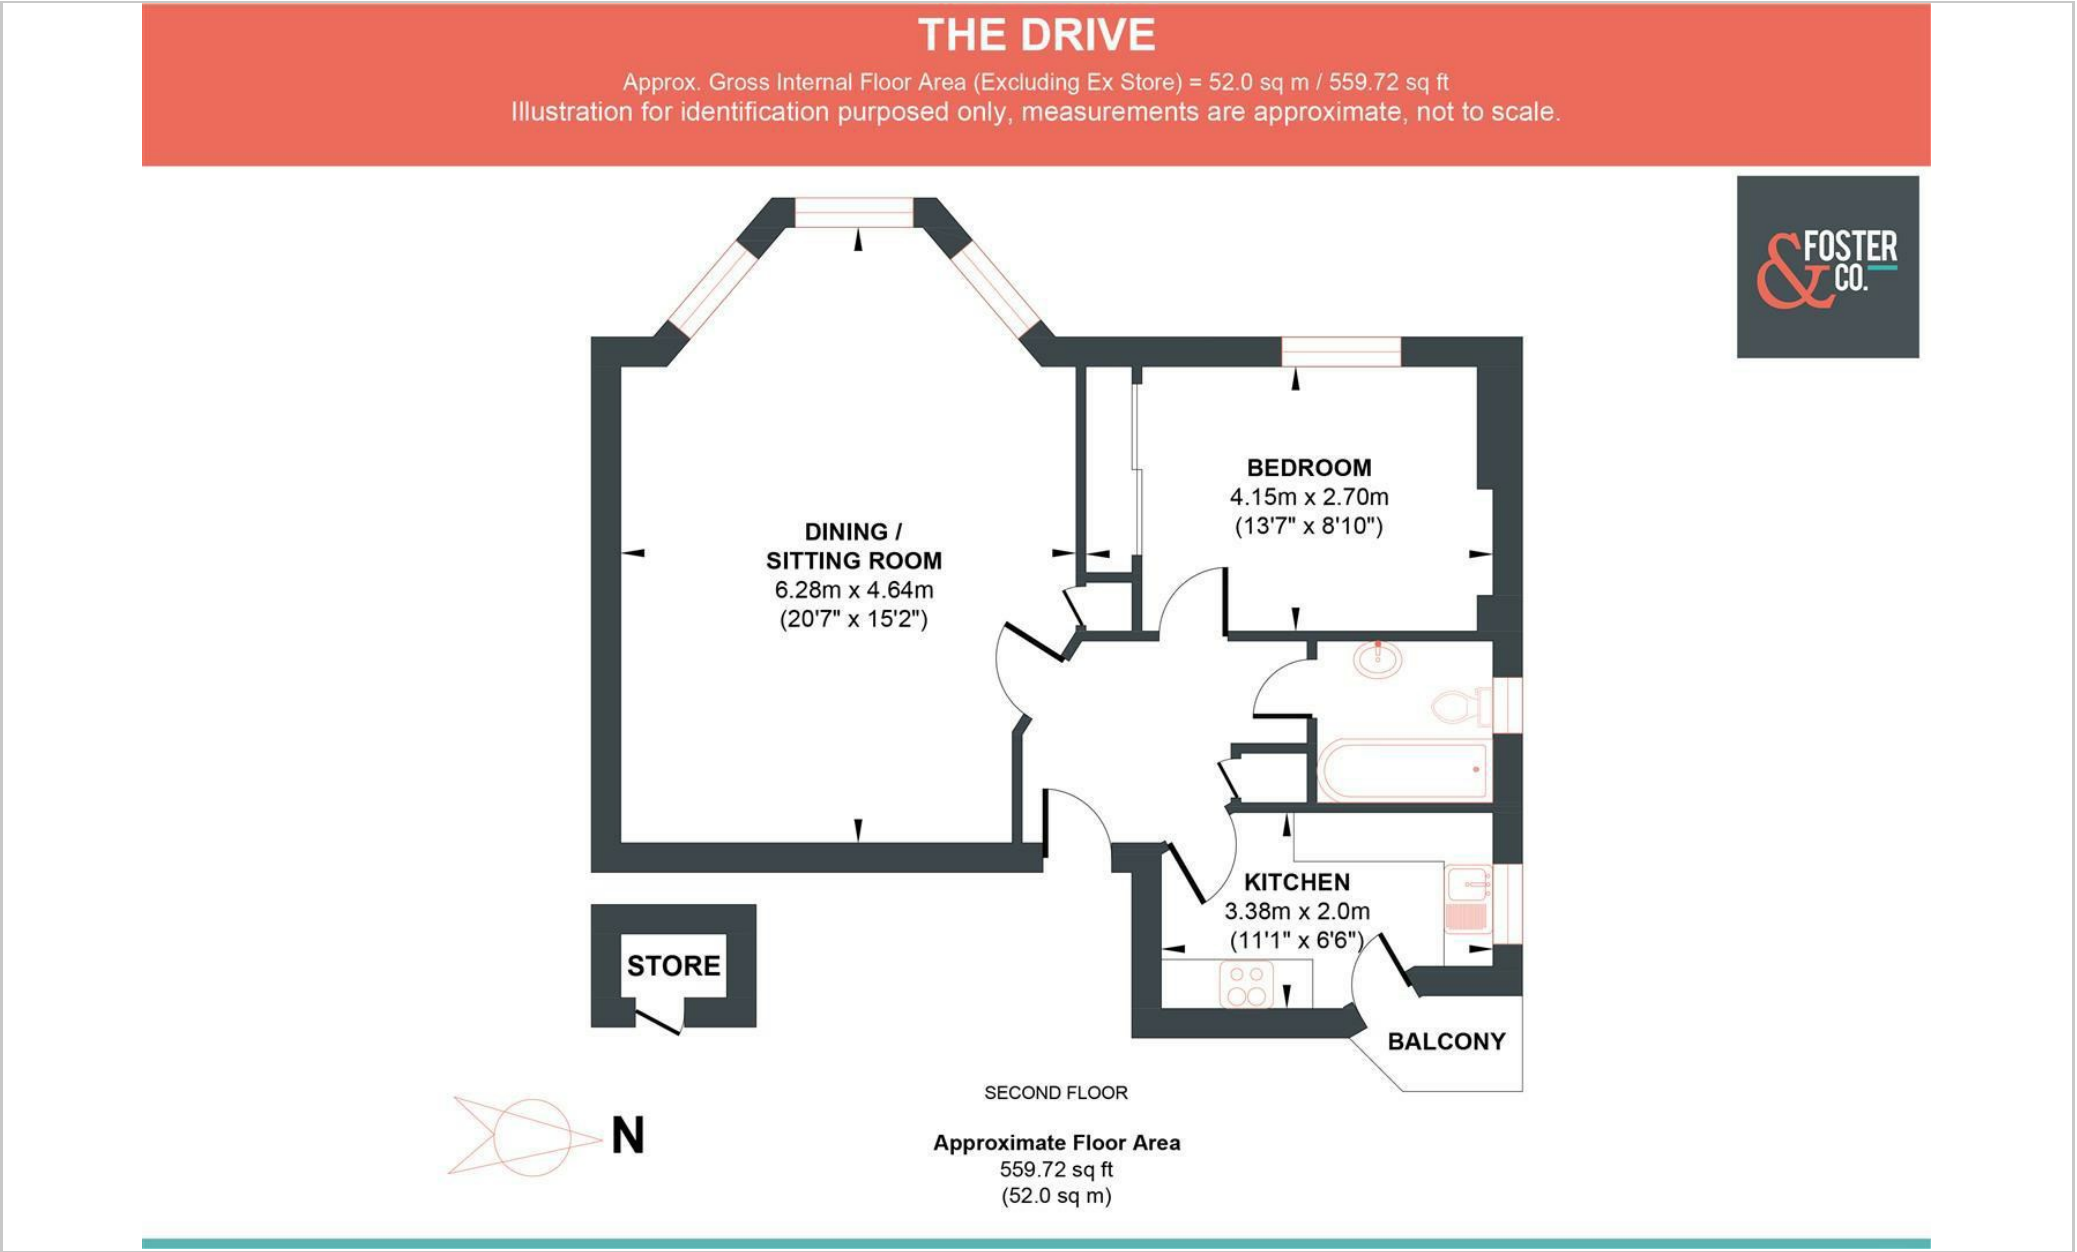 THE DRIVE
Approx. Gross Internal Floor Area (Excluding Ex Store) = 52.0 sq m / 559.72 sq ft
Illustration for identification purposed only, measurements are approximate, not to scale.
&FOSTER
CO.
BEDROOM
4.15m x 2.70m
(13'7" x 8'10")
DINING /
SITTING ROOM
6.28m x 4.64m
(20'7" x 15'2")
KITCHEN
3.38m x 2.0m
(11'1" x 6'6")
STORE
BALCONY
N
SECOND FLOOR
Approximate Floor Area
559.72 sq ft
(52.0 sq m)